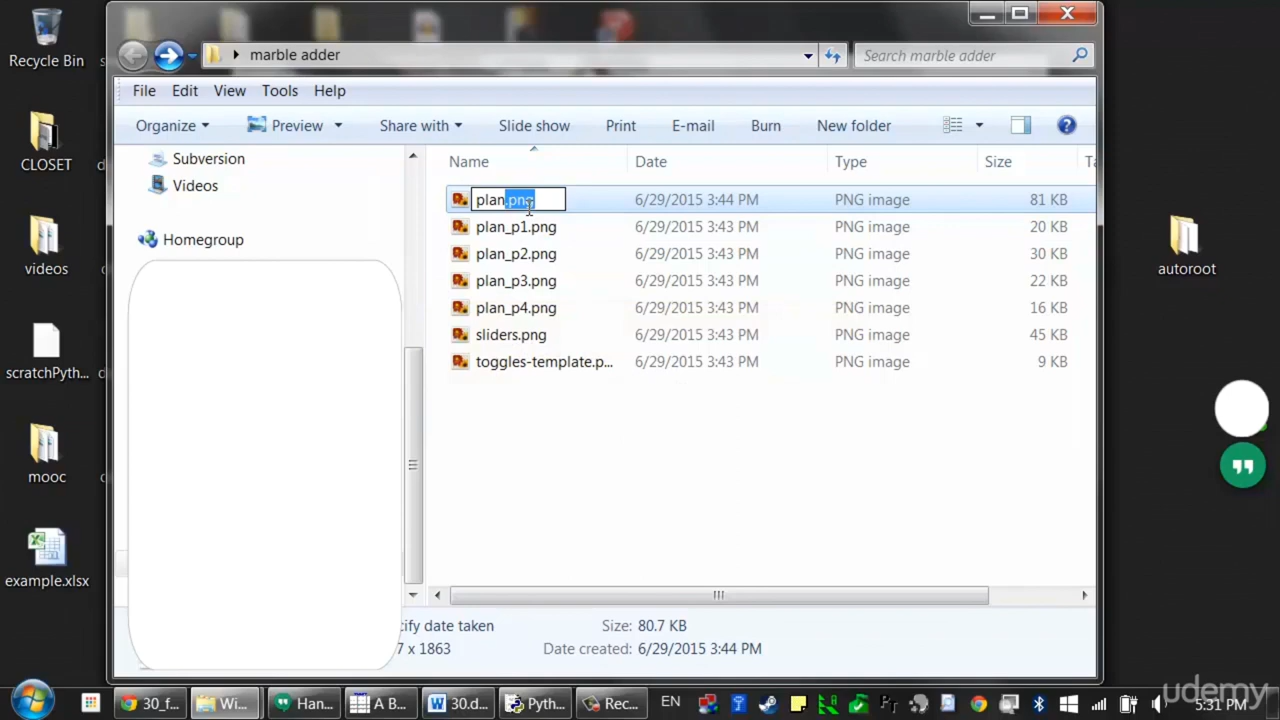 Recycle Bin
CLOSET
videos
scratchPyth...
mooc
example.xlsx
autoroot
marble adder
Search marble adder
File Edit View Tools Help
Organize Preview Share with Slide show Print E-mail Burn New folder
Subversion
Videos
Homegroup
Name Date Type Size
plan.png 6/29/2015 3:44 PM PNG image 81 KB
plan_p1.png 6/29/2015 3:43 PM PNG image 20 KB
plan_p2.png 6/29/2015 3:43 PM PNG image 30 KB
plan_p3.png 6/29/2015 3:43 PM PNG image 22 KB
plan_p4.png 6/29/2015 3:43 PM PNG image 16 KB
sliders.png 6/29/2015 3:43 PM PNG image 45 KB
toggles-template.p... 6/29/2015 3:43 PM PNG image 9 KB
ify date taken Size: 80.7 KB
7 x 1863 Date created: 6/29/2015 3:44 PM
30_f... Wi... Han... A B... 30.d... Pyth... Rec... EN 5:31 PM
udemy